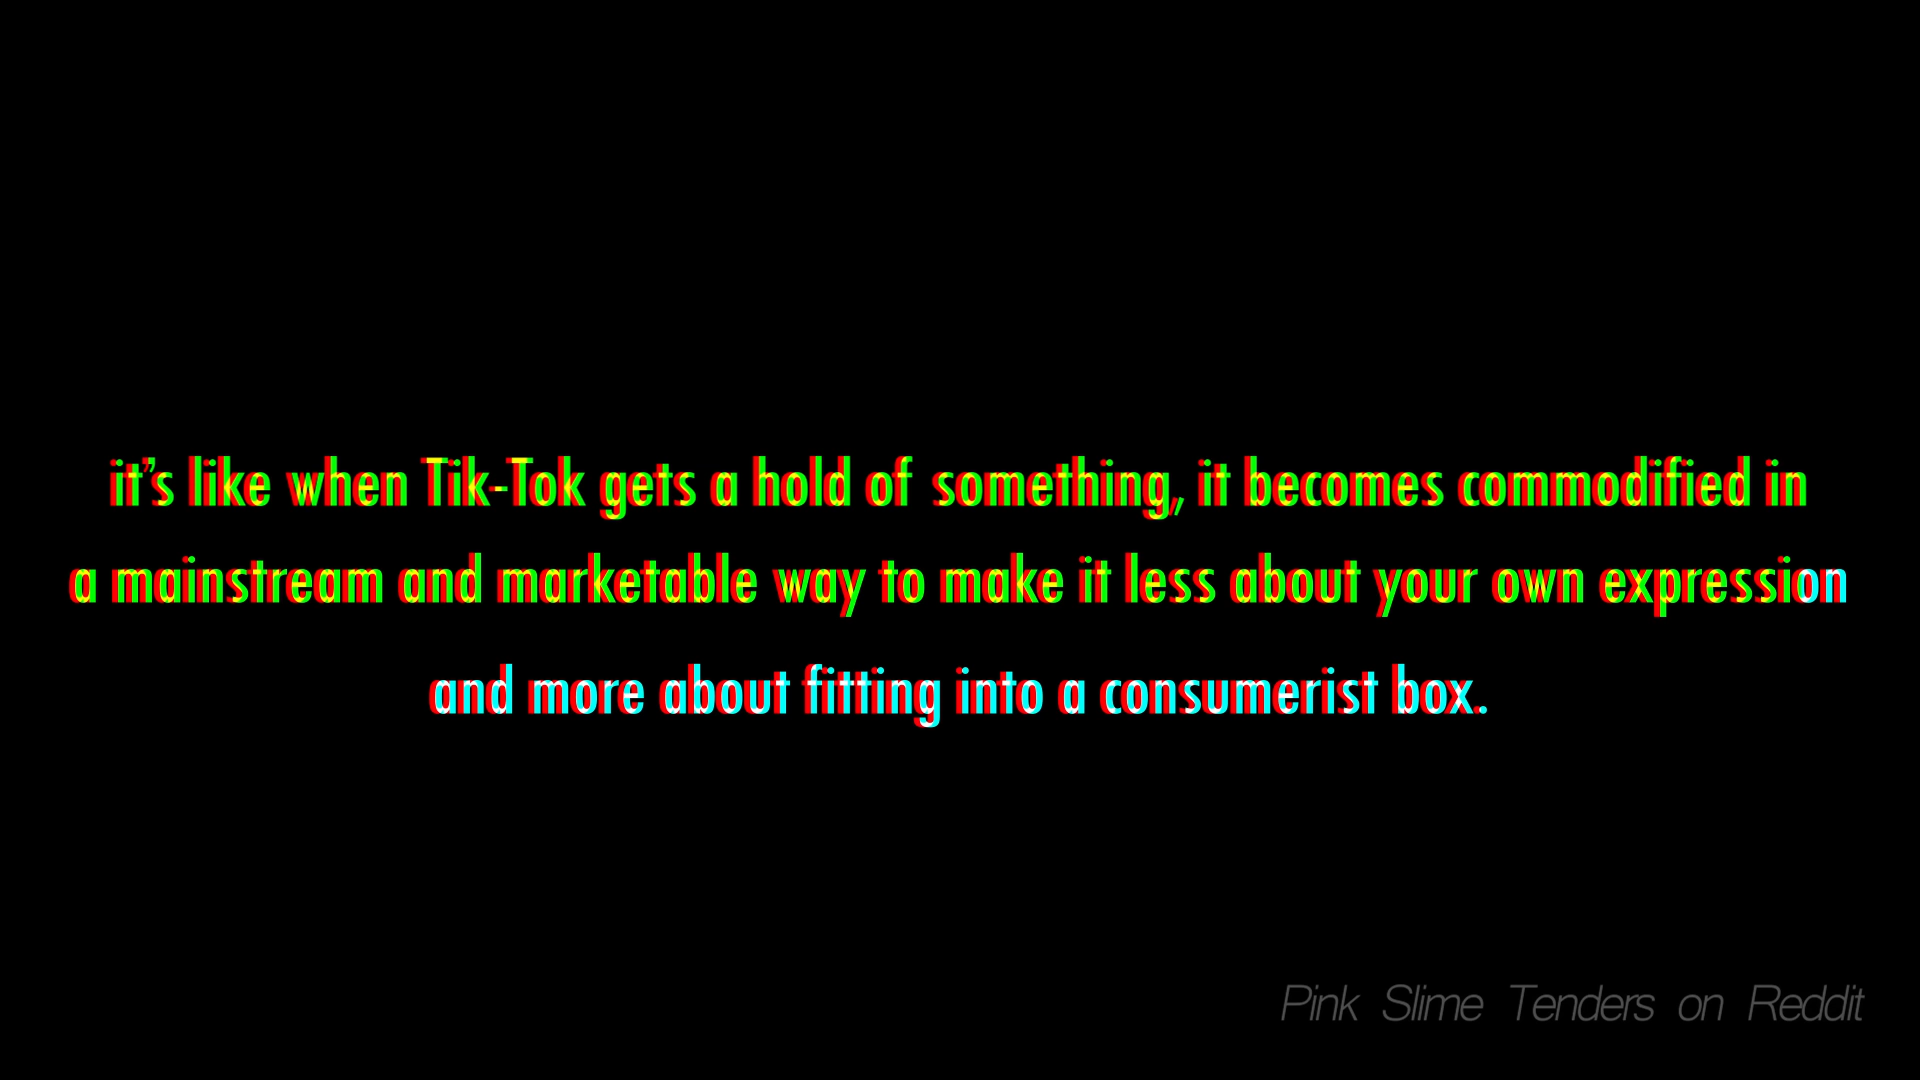 it’s like when Tik-Tok gets a hold of something, it becomes commodified in
a mainstream and marketable way to make it less about your own expression
and more about fitting into a consumerist box.
Pink Slime Tenders on Reddit